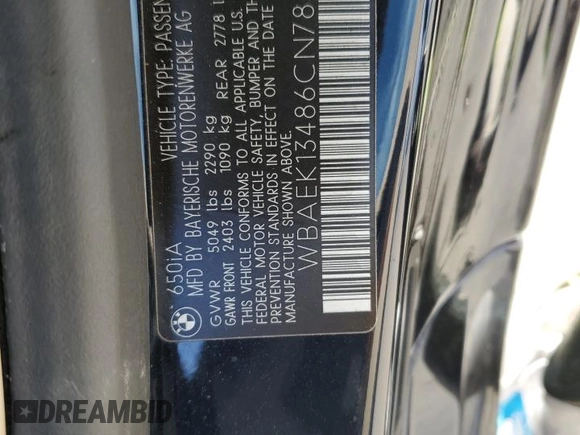 650iA
MFD BY BAYERISCHE MOTORENWERKE AG
VEHICLE TYPE: PASSEN
GVWR 5049 lbs 2290 kg
GAWR FRONT 2403 lbs 1090 kg REAR 2778
THIS VEHICLE CONFORMS TO ALL APPLICABLE U.S.
FEDERAL MOTOR VEHICLE SAFETY, BUMPER AND THE
PREVENTION STANDARDS IN EFFECT ON THE DATE
MANUFACTURE SHOWN ABOVE.
WBAEK13486CN78
BMW
DREAMBID